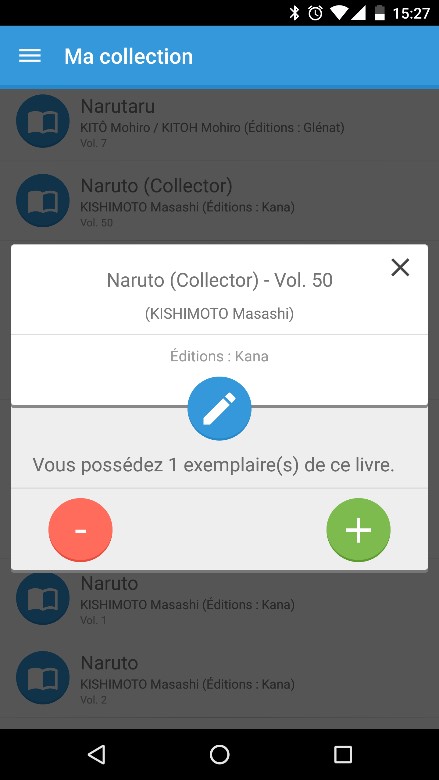 15:27
Ma collection
Narutaru
KITÔ Mohiro / KITOH Mohiro (Éditions : Glénat)
Vol. 7
Naruto (Collector)
KISHIMOTO Masashi (Éditions : Kana)
Vol. 50
Naruto (Collector) - Vol. 50
(KISHIMOTO Masashi)
Éditions : Kana
Vous possédez 1 exemplaire(s) de ce livre.
- +
Naruto
KISHIMOTO Masashi (Éditions : Kana)
Vol. 1
Naruto
KISHIMOTO Masashi (Éditions : Kana)
Vol. 2